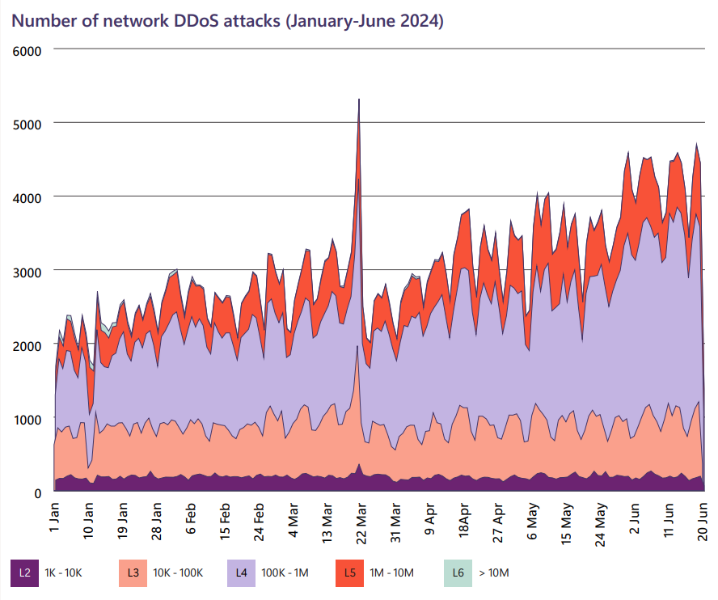 Number of network DDoS attacks (January-June 2024)
6000
5000
4000
3000
2000
1000
0
1 Jan
10 Jan
19 Jan
28 Jan
6 Feb
15 Feb
24 Feb
4 Mar
13 Mar
22 Mar
31 Mar
9 Apr
18Apr
27 Apr
6 May
15 May
24 May
2 Jun
11 Jun
20 Jun
L2 1K - 10K L3 10K - 100K L4 100K - 1M L5 1M - 10M L6 > 10M